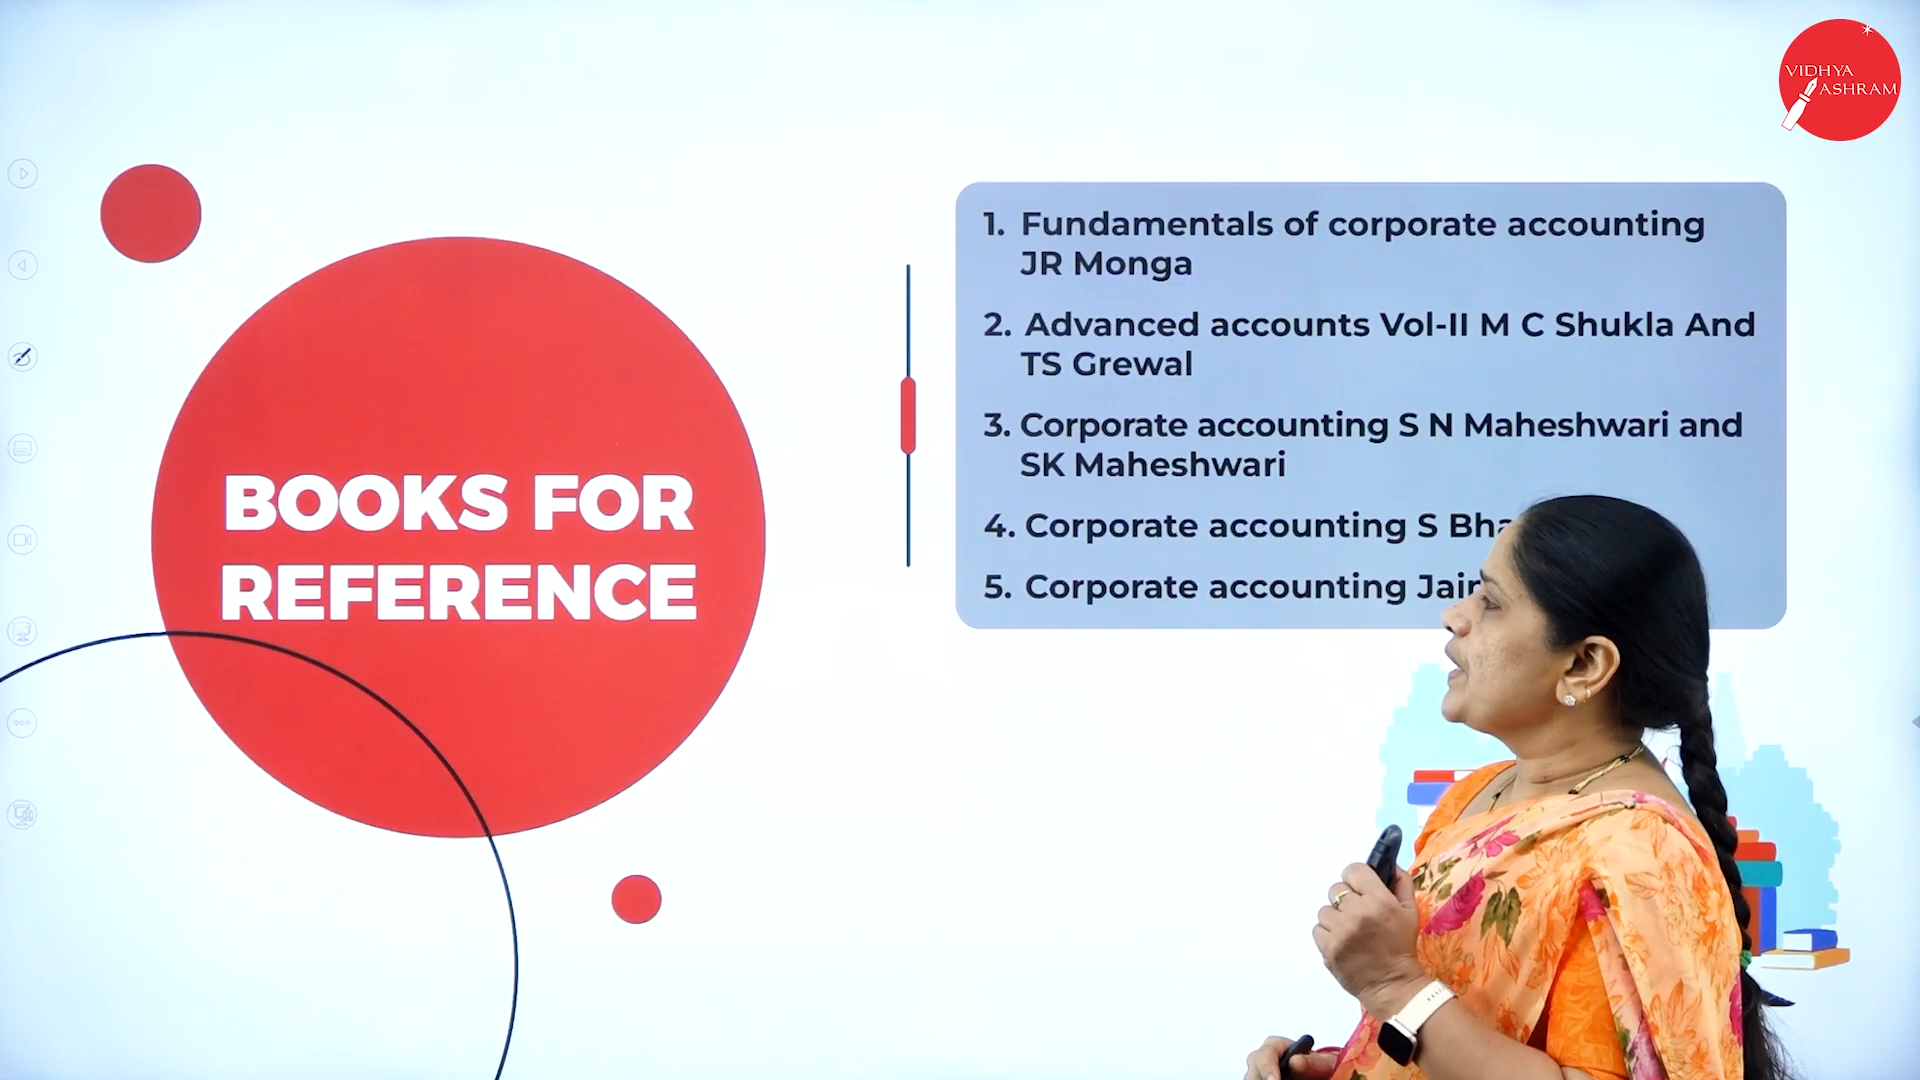 VIDHYA
ASHRAM
BOOKS FOR
REFERENCE
1. Fundamentals of corporate accounting
JR Monga
2. Advanced accounts Vol-II M C Shukla And
TS Grewal
3. Corporate accounting S N Maheshwari and
SK Maheshwari
4. Corporate accounting S
5. Corporate accounting